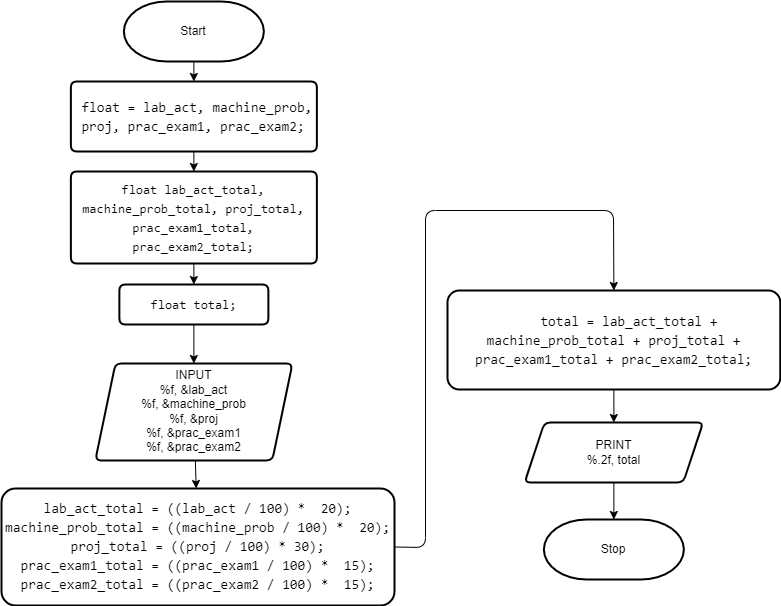 Start
float = lab_act, machine_prob,
proj, prac_exam1, prac_exam2;
float lab_act_total,
machine_prob_total, proj_total,
prac_exam1_total,
prac_exam2_total;
float total;
INPUT
%f, &lab_act
%f, &machine_prob
%f, &proj
%f, &prac_exam1
%f, &prac_exam2
lab_act_total = ((lab_act / 100) *  20);
machine_prob_total = ((machine_prob / 100) *  20);
proj_total = ((proj / 100) * 30);
prac_exam1_total = ((prac_exam1 / 100) *  15);
prac_exam2_total = ((prac_exam2 / 100) *  15);
total = lab_act_total +
machine_prob_total + proj_total +
prac_exam1_total + prac_exam2_total;
PRINT
%.2f, total
Stop